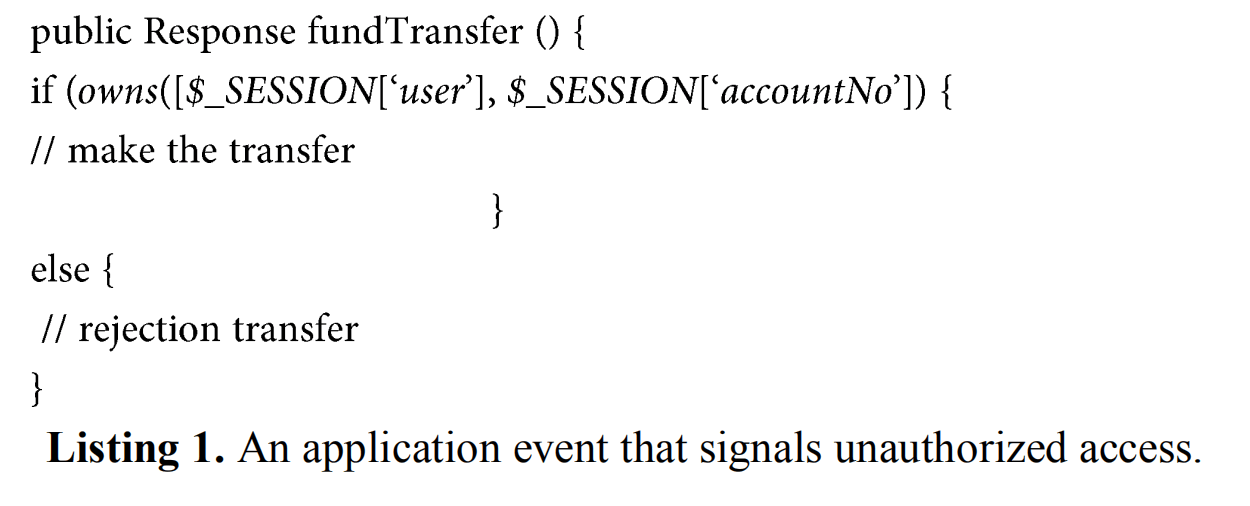 public Response fundTransfer () {
if (owns([$_SESSION[‘user’], $_SESSION[‘accountNo’]) {
// make the transfer
}
else {
// rejection transfer
}
Listing 1. An application event that signals unauthorized access.